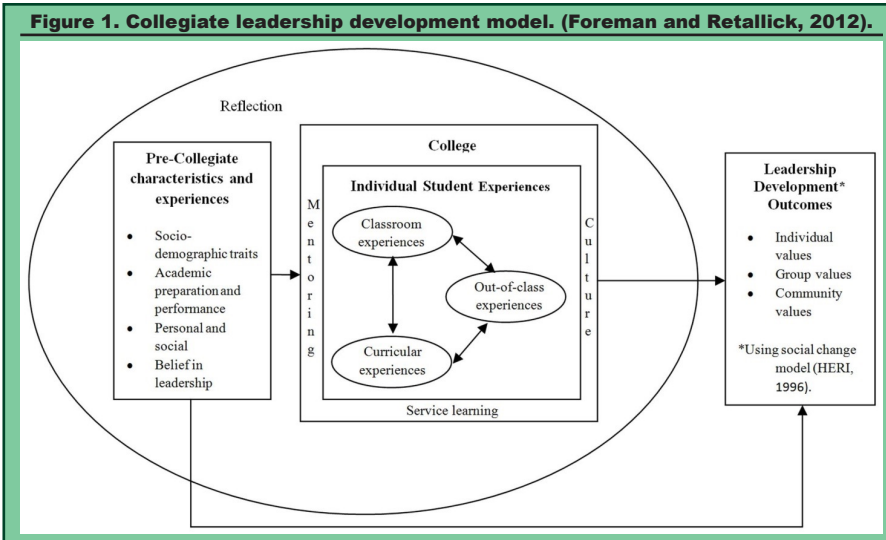 Figure 1. Collegiate leadership development model. (Foreman and Retallick, 2012).
Reflection
Pre-Collegiate
characteristics and
experiences
• Socio-
demographic traits
• Academic
preparation and
performance
• Personal and
social
• Belief in
leadership
College
Mentoring
Individual Student Experiences
Classroom
experiences
Out-of-class
experiences
Curricular
experiences
Culture
Service learning
Leadership
Development*
Outcomes
• Individual
values
• Group values
• Community
values
*Using social change
model (HERI,
1996).